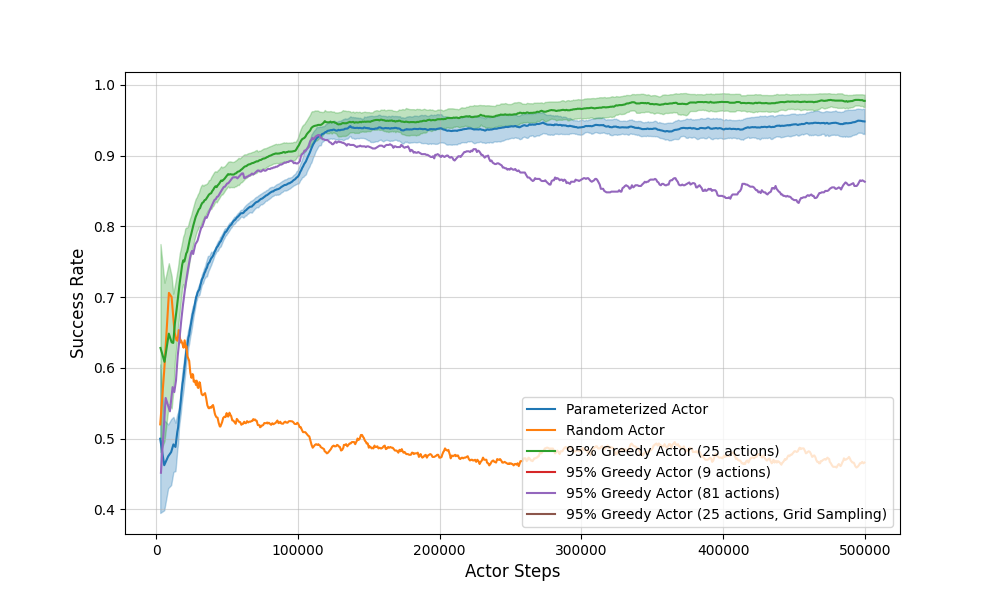 1.0
0.9
0.8
0.7
0.6
0.5
0.4
Success Rate
Parameterized Actor
Random Actor
95% Greedy Actor (25 actions)
95% Greedy Actor (9 actions)
95% Greedy Actor (81 actions)
95% Greedy Actor (25 actions, Grid Sampling)
0 100000 200000 300000 400000 500000
Actor Steps